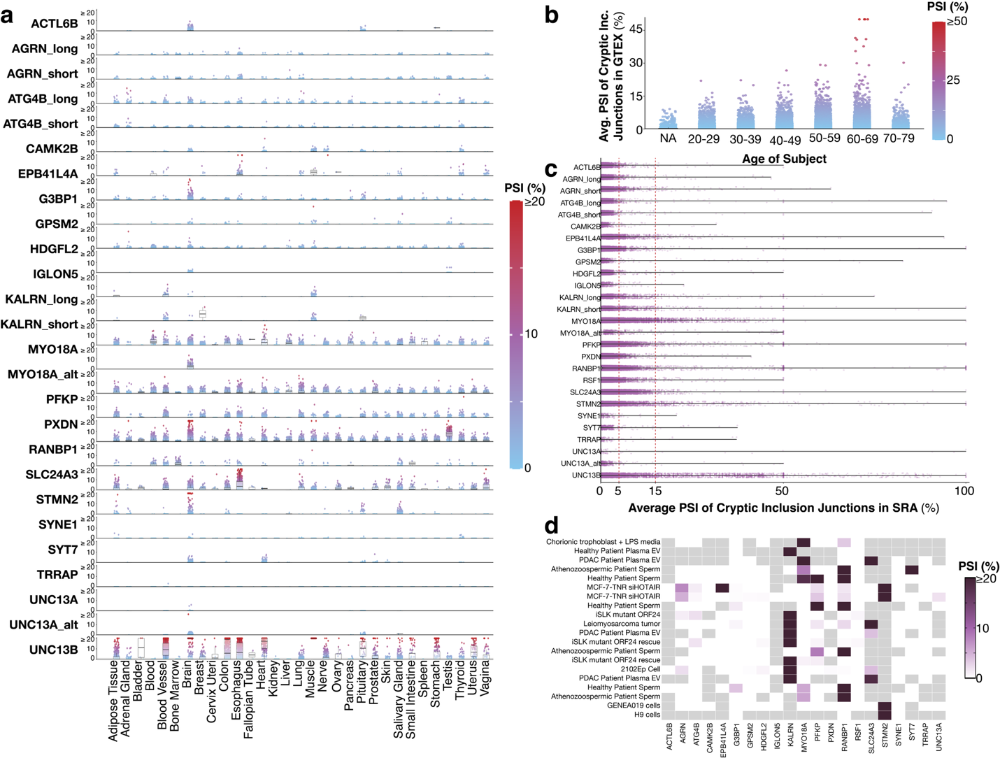 a
ACTL6B
AGRN_long
AGRN_short
ATG4B_long
ATG4B_short
CAMK2B
EPB41L4A
G3BP1
GPSM2
HDGFL2
IGLON5
KALRN_long
KALRN_short
MYO18A
MYO18A_alt
PFKP
PXDN
RANBP1
SLC24A3
STMN2
SYNE1
SYT7
TRRAP
UNC13A
UNC13A_alt
UNC13B
≥ 20
10
0
Adipose Tissue
Adrenal Gland
Bladder
Blood
Blood Vessel
Bone Marrow
Brain
Breast
Cervix Uteri
Colon
Esophagus
Fallopian Tube
Heart
Kidney
Liver
Lung
Muscle
Nerve
Ovary
Pancreas
Pituitary
Prostate
Skin
Salivary Gland
Small Intestine
Spleen
Stomach
Testis
Thyroid
Uterus
Vagina
PSI (%)
≥20
10
0
b
Avg. PSI of Cryptic Inc.
Junctions in GTEX (%)
45
30
15
0
NA 20-29 30-39 40-49 50-59 60-69 70-79
Age of Subject
PSI (%)
≥50
25
0
c
ACTL6B
AGRN_long
AGRN_short
ATG4B_long
ATG4B_short
CAMK2B
EPB41L4A
G3BP1
GPSM2
HDGFL2
IGLON5
KALRN_long
KALRN_short
MYO18A
MYO18A_alt
PFKP
PXDN
RANBP1
RSF1
SLC24A3
STMN2
SYNE1
SYT7
TRRAP
UNC13A
UNC13A_alt
UNC13B
0 5 15 50 100
Average PSI of Cryptic Inclusion Junctions in SRA (%)
d
Chorionic trophoblast + LPS media
Healthy Patient Plasma EV
PDAC Patient Plasma EV
Athenozoospermic Patient Sperm
Healthy Patient Sperm
MCF-7-TNR siHOTAIR
MCF-7-TNR siHOTAIR
Healthy Patient Sperm
iSLK mutant ORF24
Leiomyosarcoma tumor
PDAC Patient Plasma EV
iSLK mutant ORF24 rescue
Athenozoospermic Patient Sperm
iSLK mutant ORF24 rescue
2102Ep Cell
PDAC Patient Plasma EV
Healthy Patient Sperm
Athenozoospermic Patient Sperm
GENEA019 cells
H9 cells
ACTL6B
AGRN
ATG4B
CAMK2B
EPB41L4A
G3BP1
GPSM2
HDGFL2
IGLON5
KALRN
MYO18A
PFKP
PXDN
RANBP1
RSF1
SLC24A3
STMN2
SYNE1
SYT7
TRRAP
UNC13A
PSI (%)
≥20
10
0